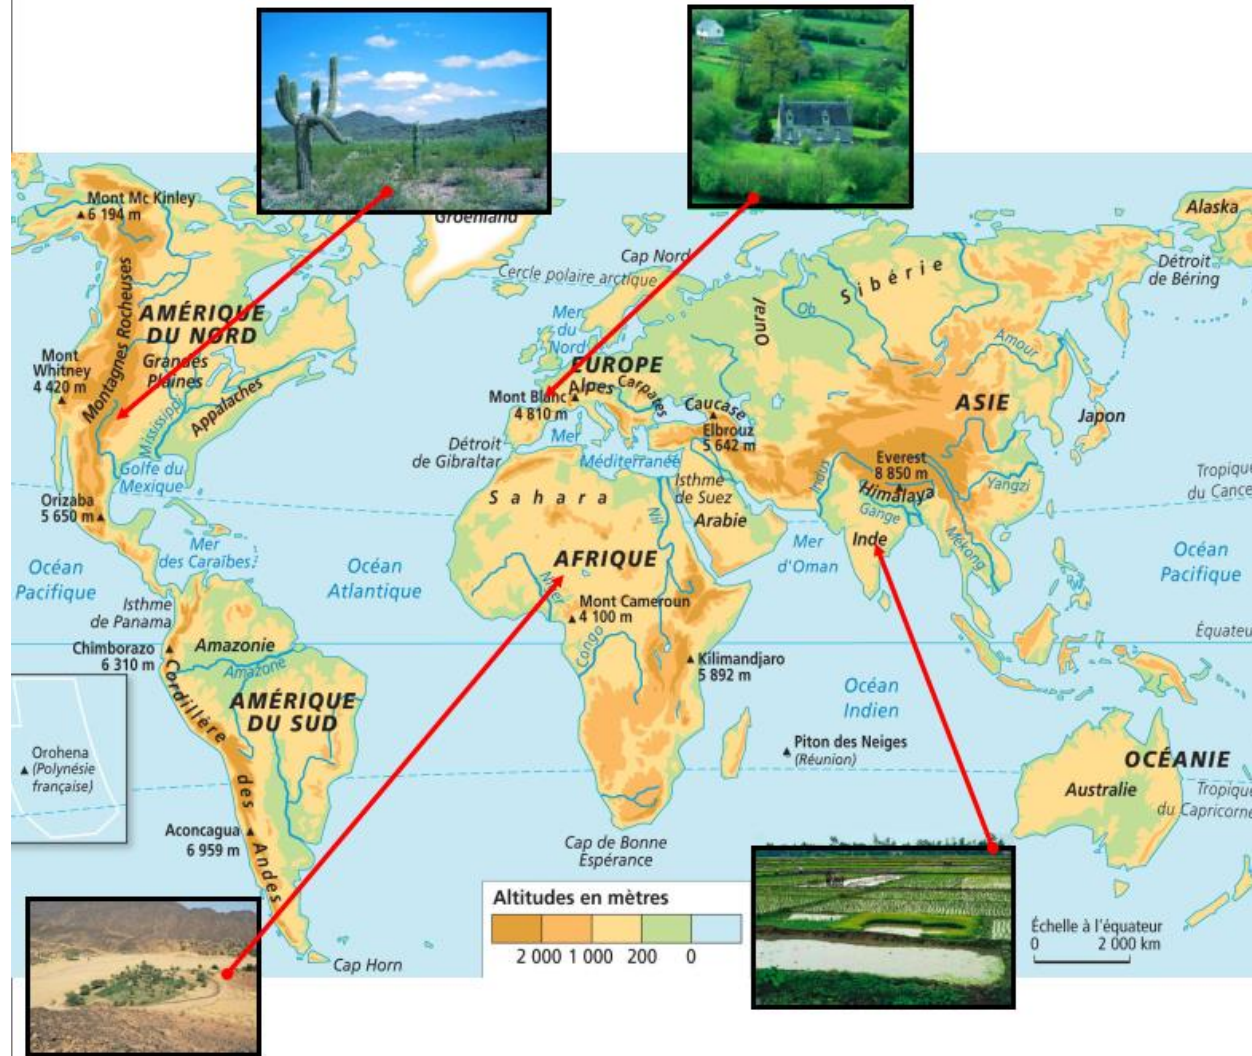 Mont Mc Kinley
6 194 m
Groenland
Alaska
Cap Nord
Cercle polaire arctique
Détroit
de Béring
Sibérie
Ob
Oural
Mer
du
Nord
Montagnes Rocheuses
AMÉRIQUE
DU NORD
Grandes
Plaines
Mont
Whitney
4 420 m
Mississippi
Appalaches
EUROPE
Alpes
Carpates
Mont Blanc
4 810 m
Caucase
Elbrouz
5 642 m
Amour
ASIE
Japon
Détroit
de Gibraltar
Mer
Méditerranée
Golfe du
Mexique
Isthme
de Suez
Everest
8 850 m
Himalaya
Indus
Gange
Yangzi
Mékong
Tropique
du Cance
Orizaba
5 650 m
Sahara
Nil
Arabie
Inde
Mer
des Caraïbes
Océan
Pacifique
Océan
Atlantique
AFRIQUE
Mer
d'Oman
Océan
Pacifique
Isthme
de Panama
Niger
Mont Cameroun
4 100 m
Équateu
Chimborazo
6 310 m
Amazonie
Amazone
Congo
Kilimandjaro
5 892 m
Océan
Indien
AMÉRIQUE
DU SUD
Cordillère des Andes
Orohena
(Polynésie
française)
Piton des Neiges
(Réunion)
OCÉANIE
Australie
Tropique
du Capricorne
Aconcagua
6 959 m
Cap de Bonne
Espérance
Cap Horn
Altitudes en mètres
2 000 1 000 200 0
Échelle à l'équateur
0 2 000 km